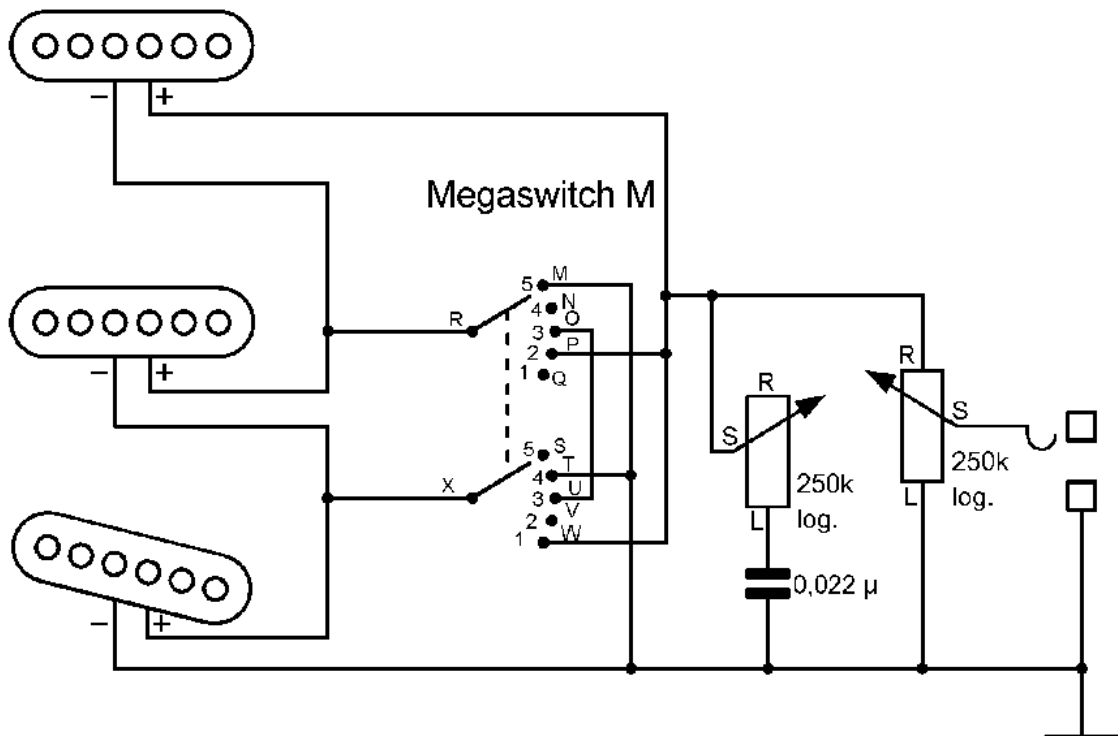 – +
Megaswitch M
– +
R
5 M
4 N
3 O
2 P
1 Q
X
5 S
4 T
3 U
2 V
1 W
– +
R
S
L
250k
log.
0,022 µ
R
S
L
250k
log.